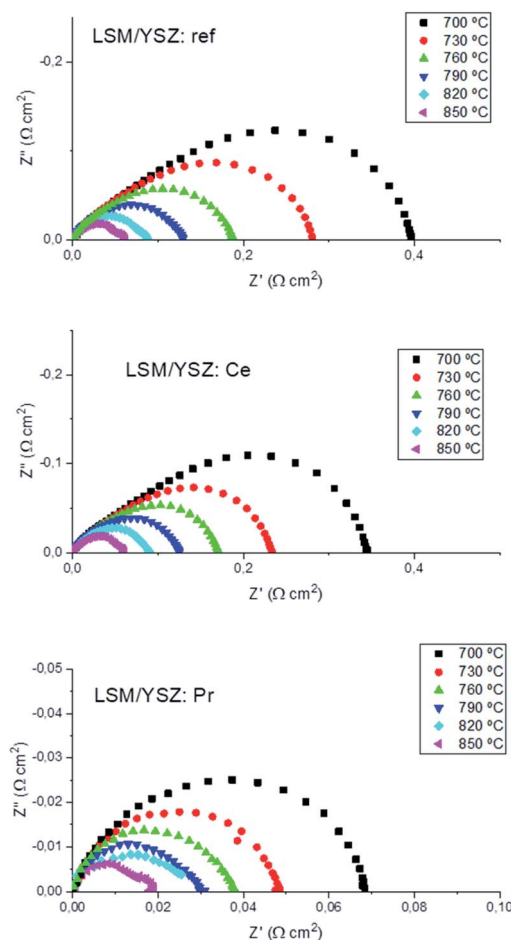 LSM/YSZ: ref
700 ºC
730 ºC
760 ºC
790 ºC
820 ºC
850 ºC
Z'' (Ω cm²)
-0,2
-0,1
0,0
0,0
0,2
0,4
Z' (Ω cm²)
LSM/YSZ: Ce
700 ºC
730 ºC
760 ºC
790 ºC
820 ºC
850 ºC
Z'' (Ω cm²)
-0,2
-0,1
0,0
0,0
0,2
0,4
Z' (Ω cm²)
LSM/YSZ: Pr
700 ºC
730 ºC
760 ºC
790 ºC
820 ºC
850 ºC
Z'' (Ω cm²)
-0,05
-0,04
-0,03
-0,02
-0,01
0,00
0,00
0,02
0,04
0,06
0,08
0,10
Z' (Ω cm²)